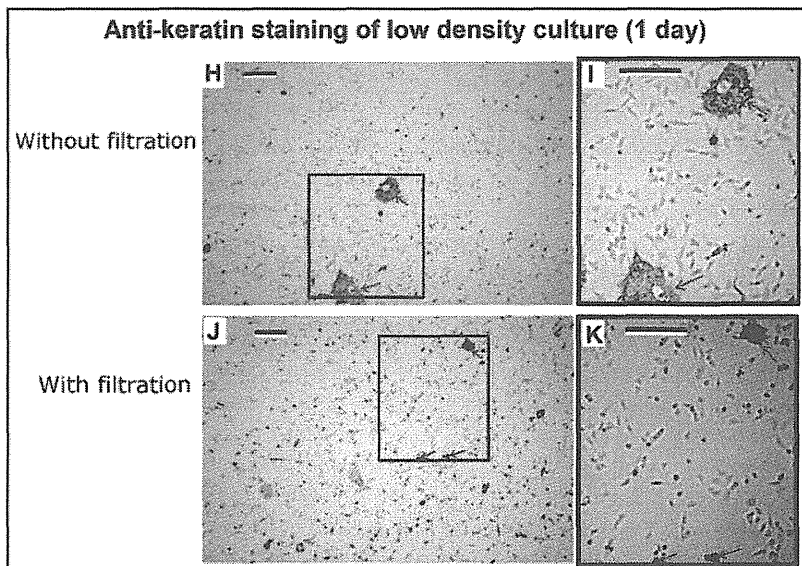 Anti-keratin staining of low density culture (1 day)
H
I
Without filtration
J
K
With filtration